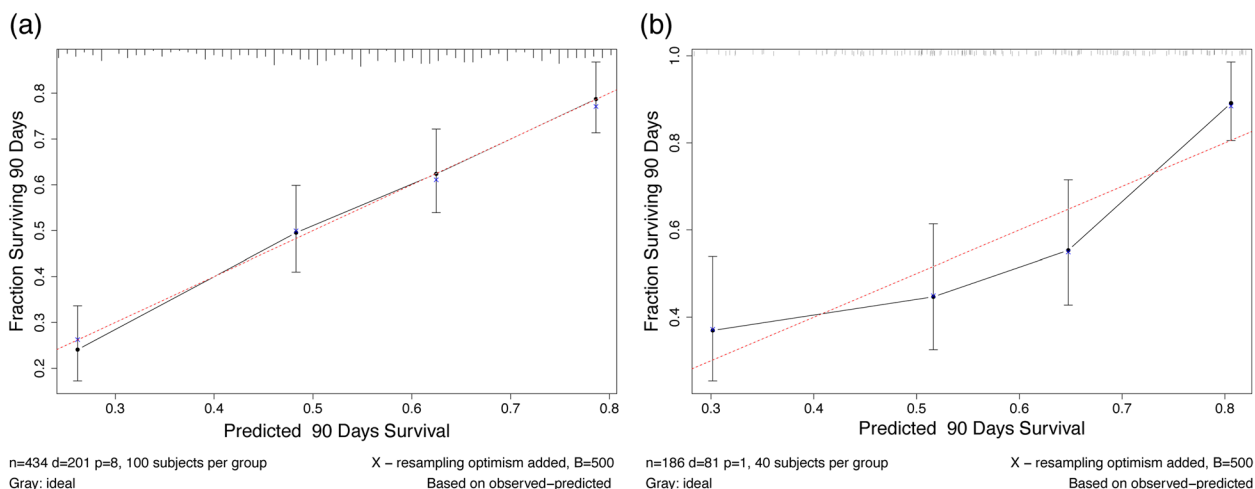 (a)
Fraction Surviving 90 Days
0.8
0.7
0.6
0.5
0.4
0.3
0.2
0.3 0.4 0.5 0.6 0.7 0.8
Predicted 90 Days Survival
n=434 d=201 p=8, 100 subjects per group
Gray: ideal
X − resampling optimism added, B=500
Based on observed−predicted
(b)
Fraction Surviving 90 Days
1.0
0.8
0.6
0.4
0.3 0.4 0.5 0.6 0.7 0.8
Predicted 90 Days Survival
n=186 d=81 p=1, 40 subjects per group
Gray: ideal
X − resampling optimism added, B=500
Based on observed−predicted